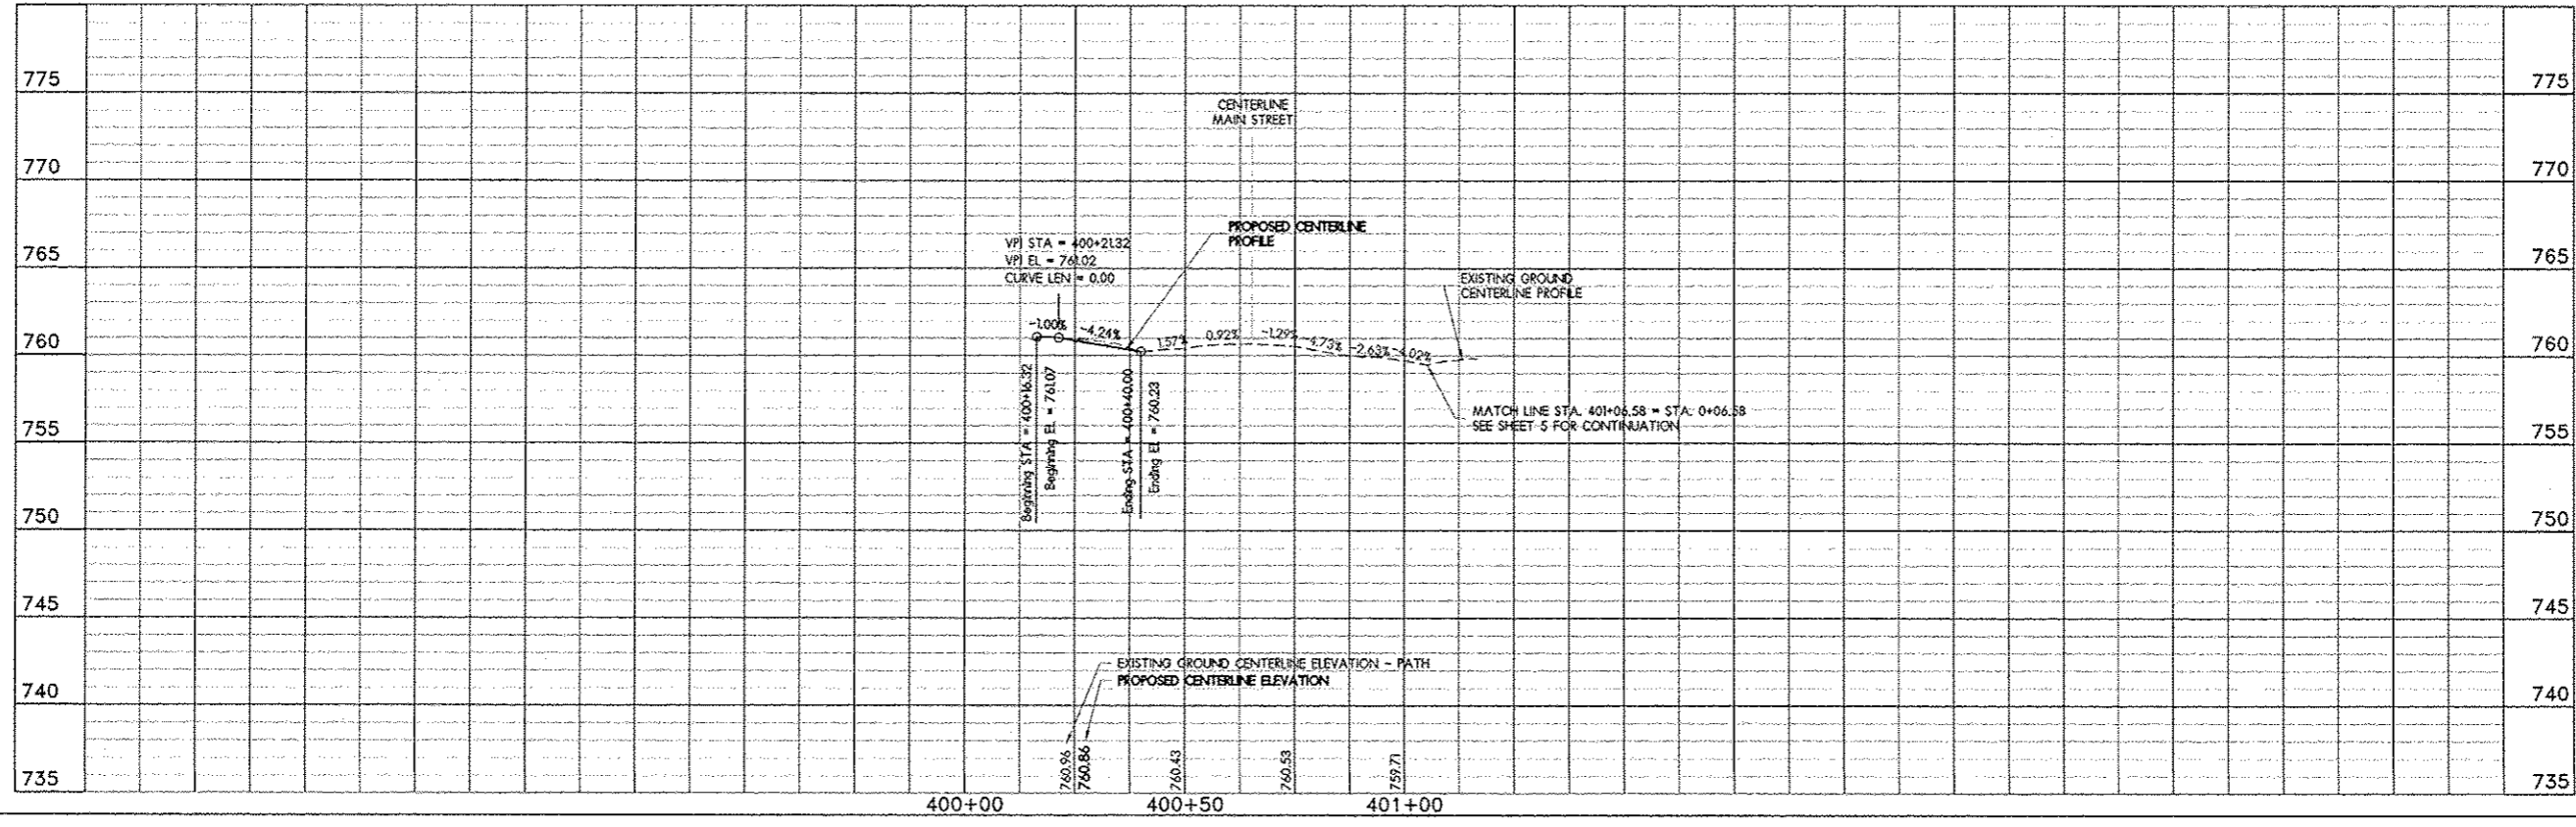 775 775
CENTERLINE
MAIN STREET
770 770
PROPOSED CENTERLINE
PROFILE
VPI STA = 400+21.32
VPI EL = 761.02
CURVE LEN = 0.00
765 765
EXISTING GROUND
CENTERLINE PROFILE
-1.00% -4.24% 1.57% 0.92% -1.29% -4.73% -2.63% -4.02%
760 760
Beginning STA = 400+16.32
Beginning EL = 761.07
Ending STA = 400+40.00
Ending EL = 760.23
MATCH LINE STA. 401+06.58 = STA. 0+06.58
SEE SHEET 5 FOR CONTINUATION
755 755
750 750
745 745
EXISTING GROUND CENTERLINE ELEVATION - PATH
PROPOSED CENTERLINE ELEVATION
740 740
760.96
760.86
760.43
760.53
759.71
735 735
400+00 400+50 401+00